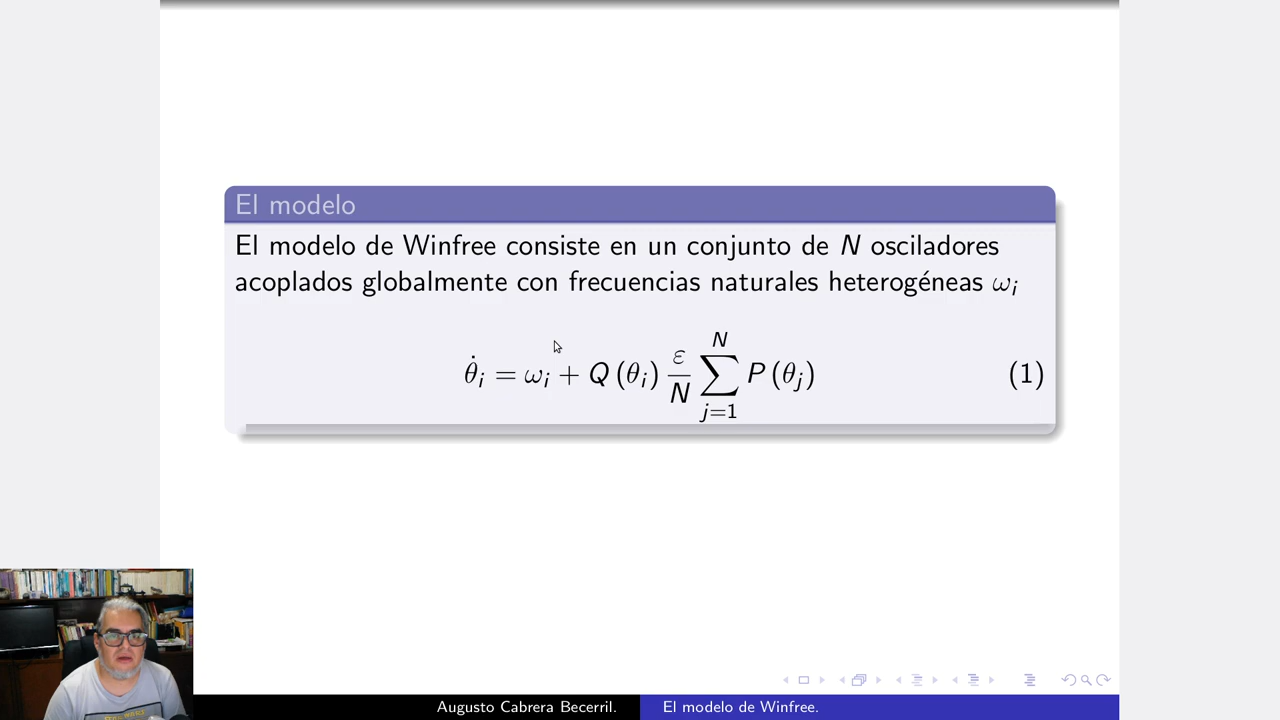 El modelo
El modelo de Winfree consiste en un conjunto de N osciladores
acoplados globalmente con frecuencias naturales heterogéneas ωᵢ
θ̇ᵢ = ωᵢ + Q (θᵢ) ε/N ∑_{j=1}^{N} P (θⱼ) (1)
Augusto Cabrera Becerril. El modelo de Winfree.